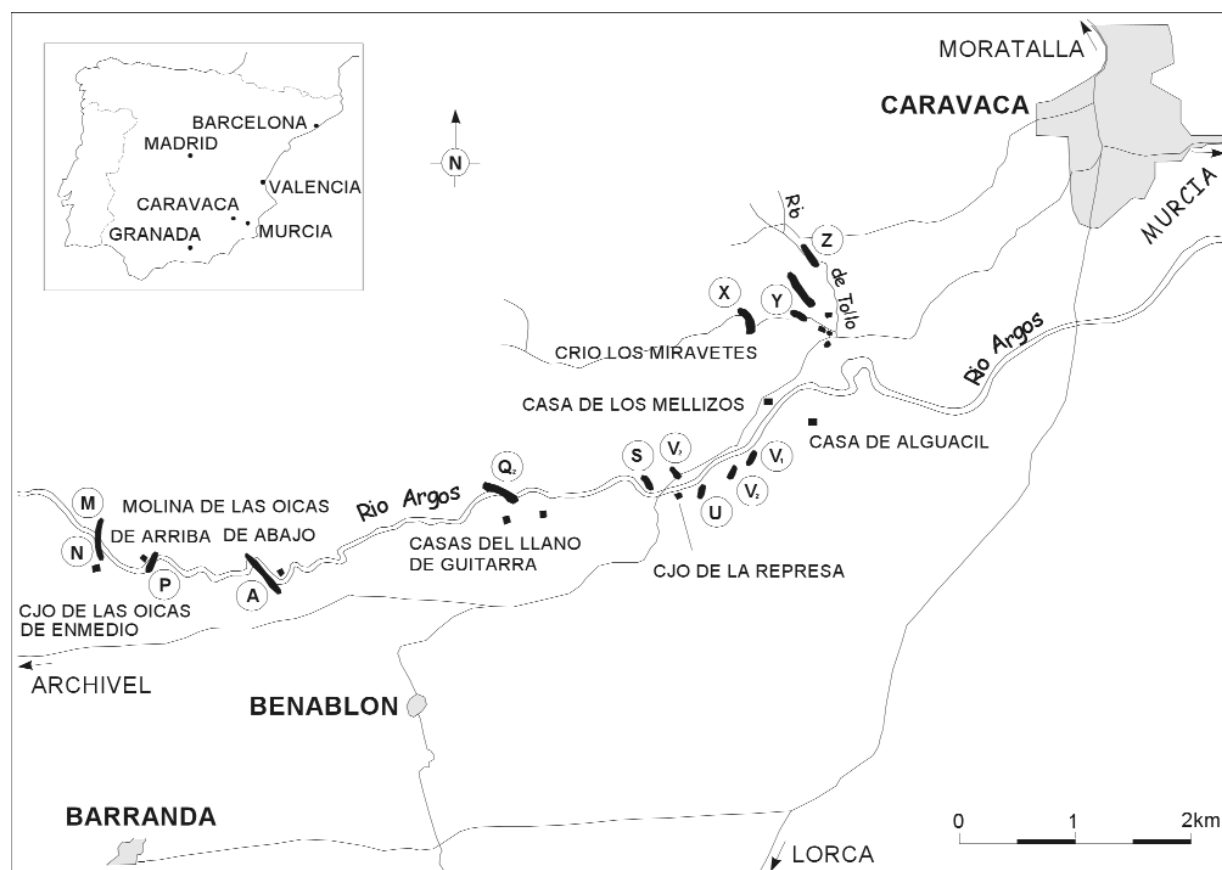 MORATALLA
CARAVACA
BARCELONA
MADRID
VALENCIA
CARAVACA
MURCIA
GRANADA
N
MURCIA
Rio
de Tollo
Z
X
Y
CRIO LOS MIRAVETES
Rio Argos
CASA DE LOS MELLIZOS
CASA DE ALGUACIL
S
V
V₁
V₂
U
Q
Rio Argos
M
MOLINA DE LAS OICAS
DE ARRIBA
DE ABAJO
N
P
A
CASAS DEL LLANO
DE GUITARRA
CJO DE LA REPRESA
CJO DE LAS OICAS
DE ENMEDIO
ARCHIVEL
BENABLON
BARRANDA
LORCA
0 1 2km